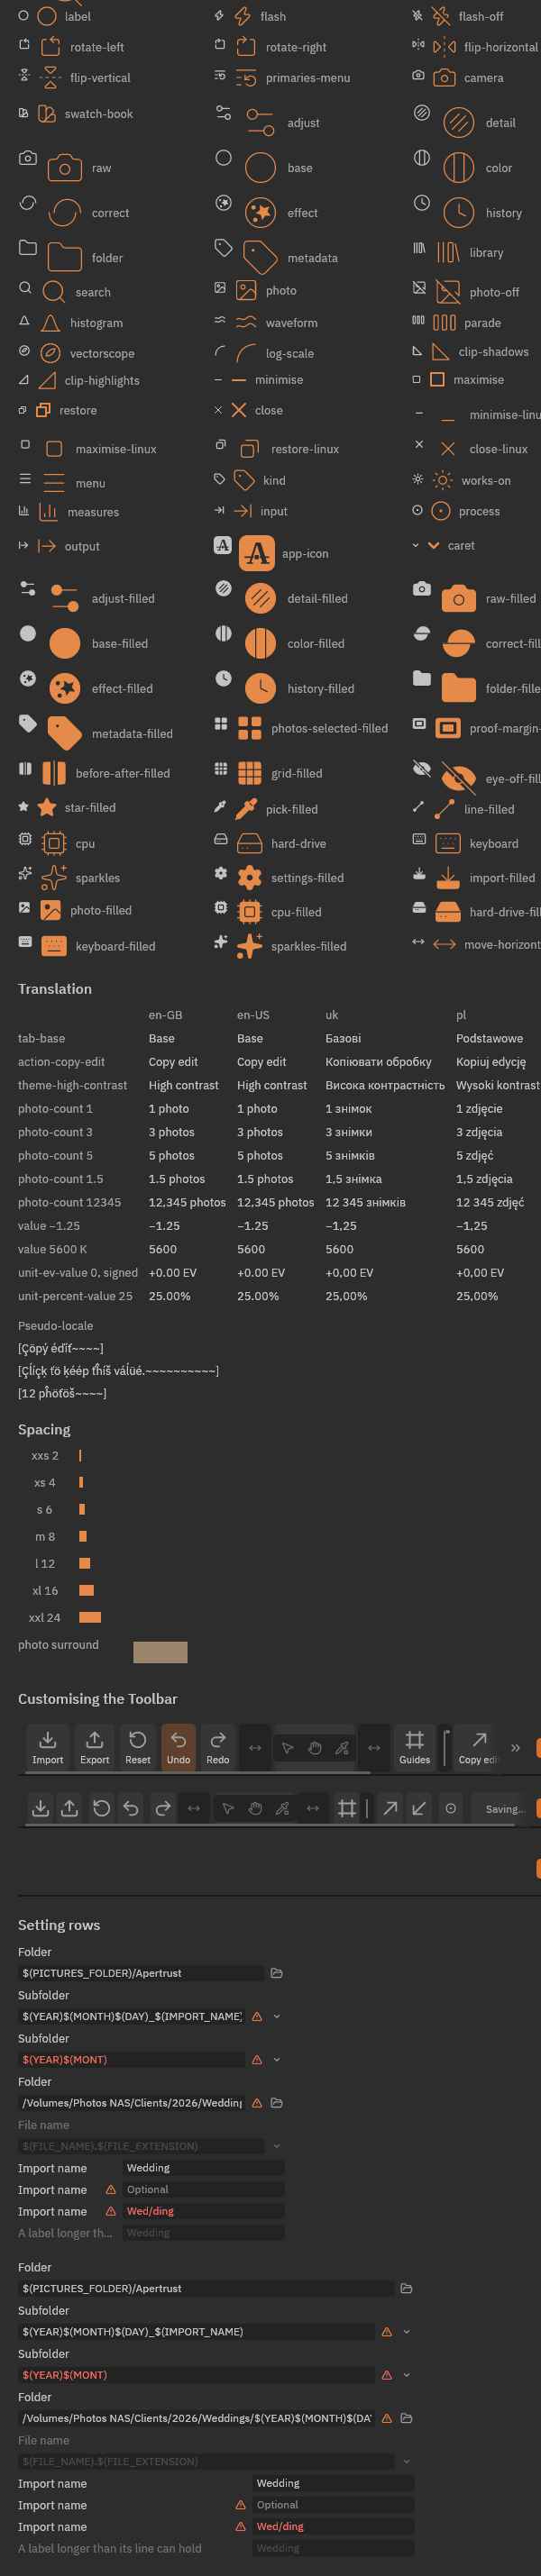 label flash flash-off
rotate-left rotate-right flip-horizontal
flip-vertical primaries-menu camera
swatch-book adjust detail
raw base color
correct effect history
folder metadata library
search photo photo-off
histogram waveform parade
vectorscope log-scale clip-shadows
clip-highlights minimise maximise
restore close minimise-linu
maximise-linux restore-linux close-linux
menu kind works-on
measures input process
output app-icon caret
adjust-filled detail-filled raw-filled
base-filled color-filled correct-fill
effect-filled history-filled folder-fille
metadata-filled photos-selected-filled proof-margin-
before-after-filled grid-filled eye-off-fill
star-filled pick-filled line-filled
cpu hard-drive keyboard
sparkles settings-filled import-filled
photo-filled cpu-filled hard-drive-fill
keyboard-filled sparkles-filled move-horizont
Translation
en-GB en-US uk pl
tab-base Base Base Базові Podstawowe
action-copy-edit Copy edit Copy edit Копіювати обробку Kopiuj edycję
theme-high-contrast High contrast High contrast Висока контрастність Wysoki kontrast
photo-count 1 1 photo 1 photo 1 знімок 1 zdjęcie
photo-count 3 3 photos 3 photos 3 знімки 3 zdjęcia
photo-count 5 5 photos 5 photos 5 знімків 5 zdjęć
photo-count 1.5 1.5 photos 1.5 photos 1,5 знімка 1,5 zdjęcia
photo-count 12345 12,345 photos 12,345 photos 12 345 знімків 12 345 zdjęć
value −1.25 −1.25 −1.25 −1,25 −1,25
value 5600 K 5600 5600 5600 5600
unit-ev-value 0, signed +0.00 EV +0.00 EV +0,00 EV +0,00 EV
unit-percent-value 25 25.00% 25.00% 25,00% 25,00%
Pseudo-locale
Spacing
xxs 2
xs 4
s 6
m 8
l 12
xl 16
xxl 24
photo surround
Customising the Toolbar
Import Export Reset Undo Redo Guides Copy edi
Saving...
Setting rows
Folder
$(PICTURES_FOLDER)/Apertrust
Subfolder
$(YEAR)$(MONTH)$(DAY)_$(IMPORT_NAME)
Subfolder
$(YEAR)$(MONT)
Folder
/Volumes/Photos NAS/Clients/2026/Wedding
File name
$(FILE_NAME).$(FILE_EXTENSION)
Import name Wedding
Import name Optional
Import name Wed/ding
A label longer th... Wedding
Folder
$(PICTURES_FOLDER)/Apertrust
Subfolder
$(YEAR)$(MONTH)$(DAY)_$(IMPORT_NAME)
Subfolder
$(YEAR)$(MONT)
Folder
/Volumes/Photos NAS/Clients/2026/Weddings/$(YEAR)$(MONTH)$(DA
File name
$(FILE_NAME).$(FILE_EXTENSION)
Import name Wedding
Import name Optional
Import name Wed/ding
A label longer than its line can hold Wedding